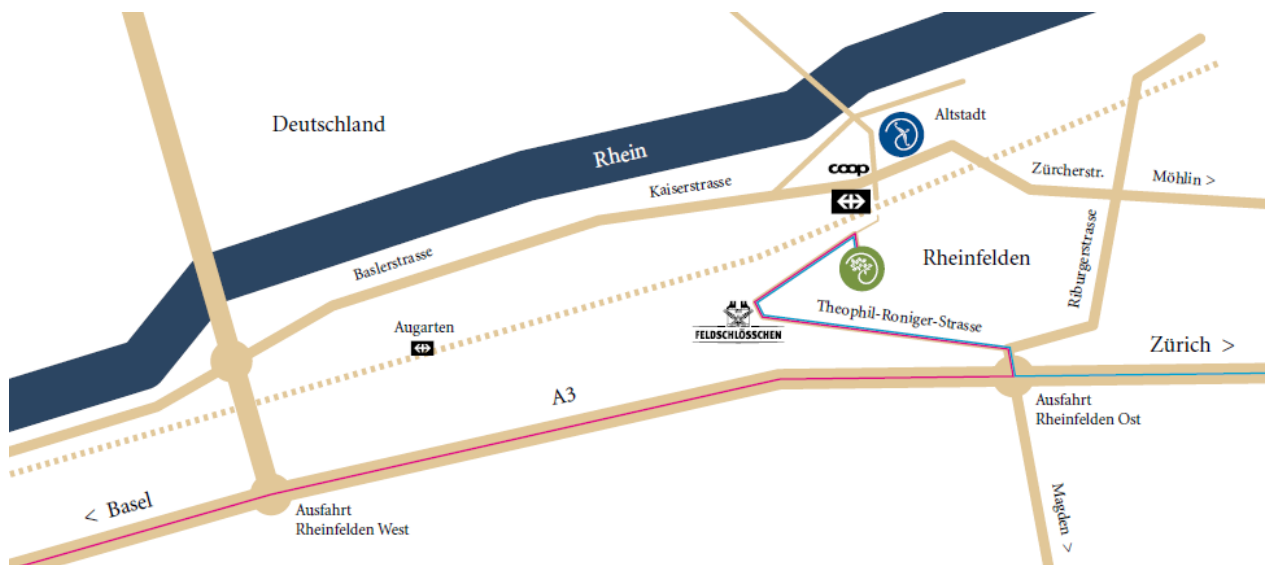 Deutschland
Rhein
Altstadt
coop
Kaiserstrasse
Zürcherstr.
Möhlin >
Baslerstrasse
Rheinfelden
Riburgerstrasse
Augarten
FELDSCHLÖSSCHEN
Theophil-Roniger-Strasse
Zürich >
A3
Ausfahrt
Rheinfelden Ost
< Basel
Ausfahrt
Rheinfelden West
Magden >